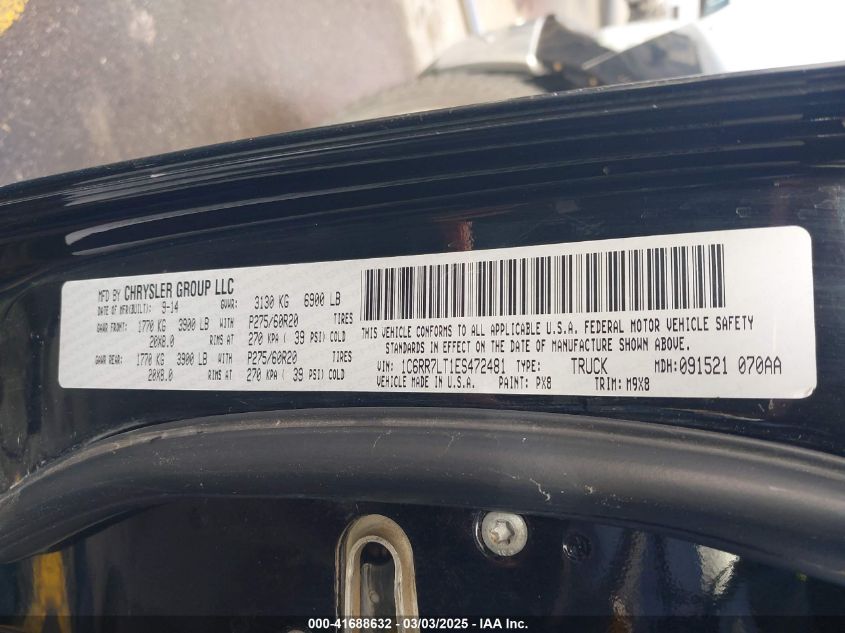 MFD BY CHRYSLER GROUP LLC
DATE OF MFR(BUILT): 9-14 GVWR: 3130 KG 6900 LB
GAWR FRONT: 1770 KG 3900 LB WITH P275/60R20 TIRES
20X8.0 RIMS AT 270 KPA ( 39 PSI) COLD
GAWR REAR: 1770 KG 3900 LB WITH P275/60R20 TIRES
20X8.0 RIMS AT 270 KPA ( 39 PSI) COLD
THIS VEHICLE CONFORMS TO ALL APPLICABLE U.S.A. FEDERAL MOTOR VEHICLE SAFETY
STANDARDS IN EFFECT ON THE DATE OF MANUFACTURE SHOWN ABOVE.
VIN: 1C6RR7LT1ES472481 TYPE: TRUCK MDH: 091521 070AA
VEHICLE MADE IN U.S.A. PAINT: PX8 TRIM: M9X8
000-41688632 - 03/03/2025 - IAAI.com